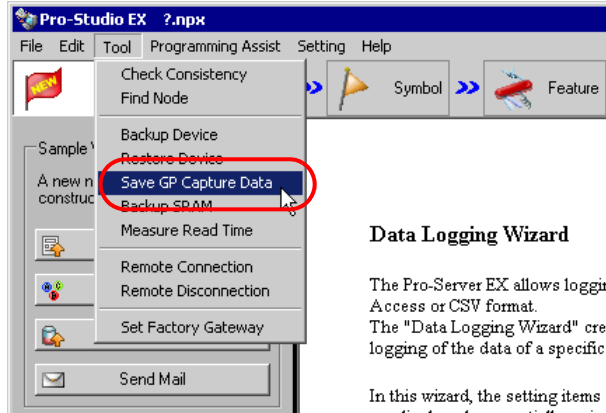 Pro-Studio EX ?.npx
File Edit Tool Programming Assist Setting Help
NEW
Symbol
Feature
Check Consistency
Find Node
Backup Device
Restore Device
Save GP Capture Data
Backup SRAM
Measure Read Time
Remote Connection
Remote Disconnection
Set Factory Gateway
Sample
A new n
construc
Send Mail
Data Logging Wizard
The Pro-Server EX allows loggin
Access or CSV format.
The "Data Logging Wizard" cre
logging of the data of a specific
In this wizard, the setting items